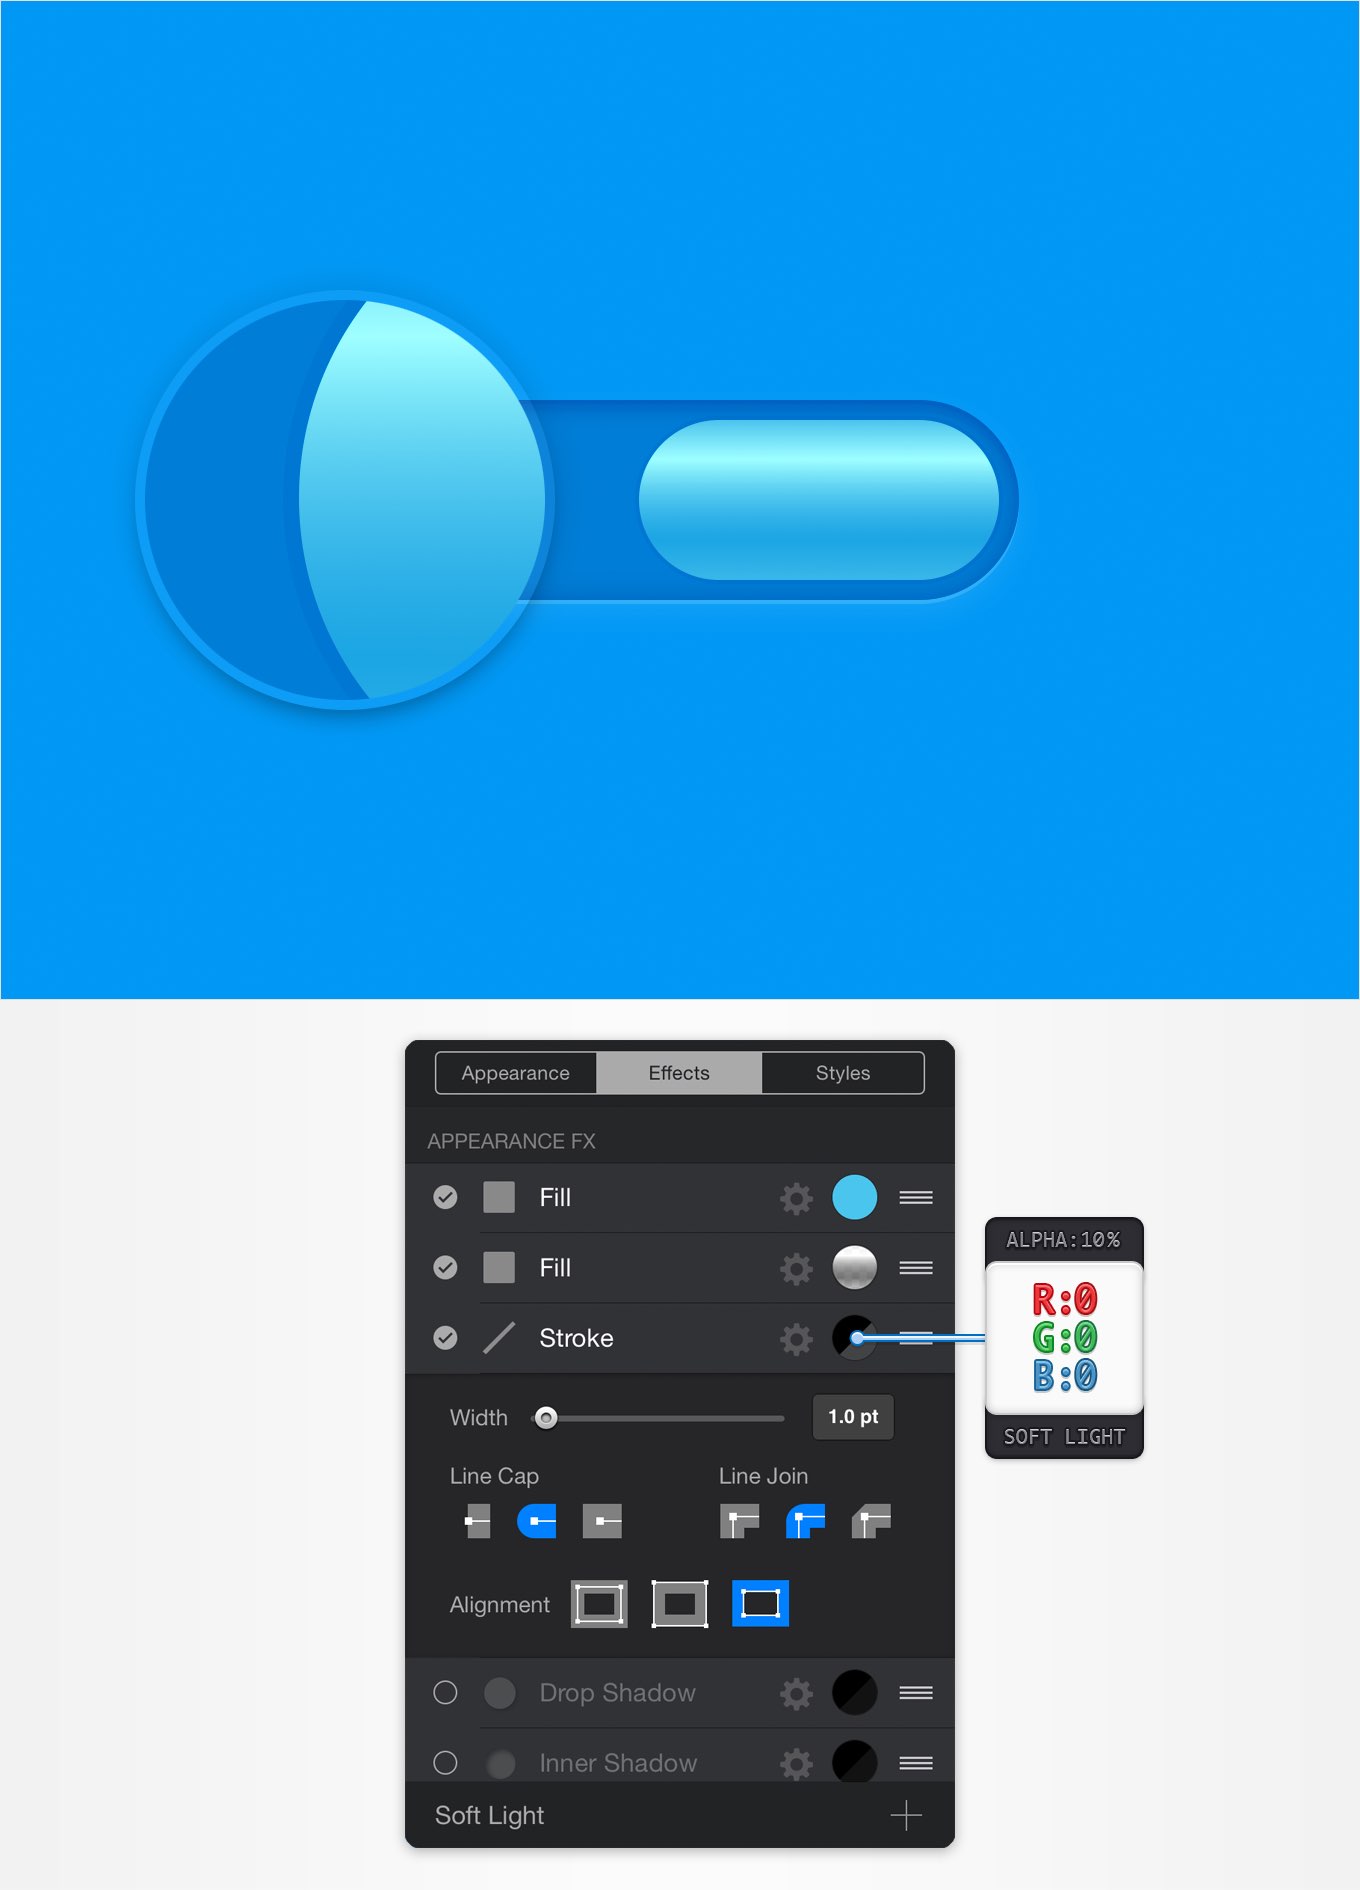 Appearance Effects Styles
APPEARANCE FX
Fill
Fill
Stroke
Width 1.0 pt
Line Cap Line Join
Alignment
Drop Shadow
Inner Shadow
Soft Light
ALPHA:10%
R:0
G:0
B:0
SOFT LIGHT